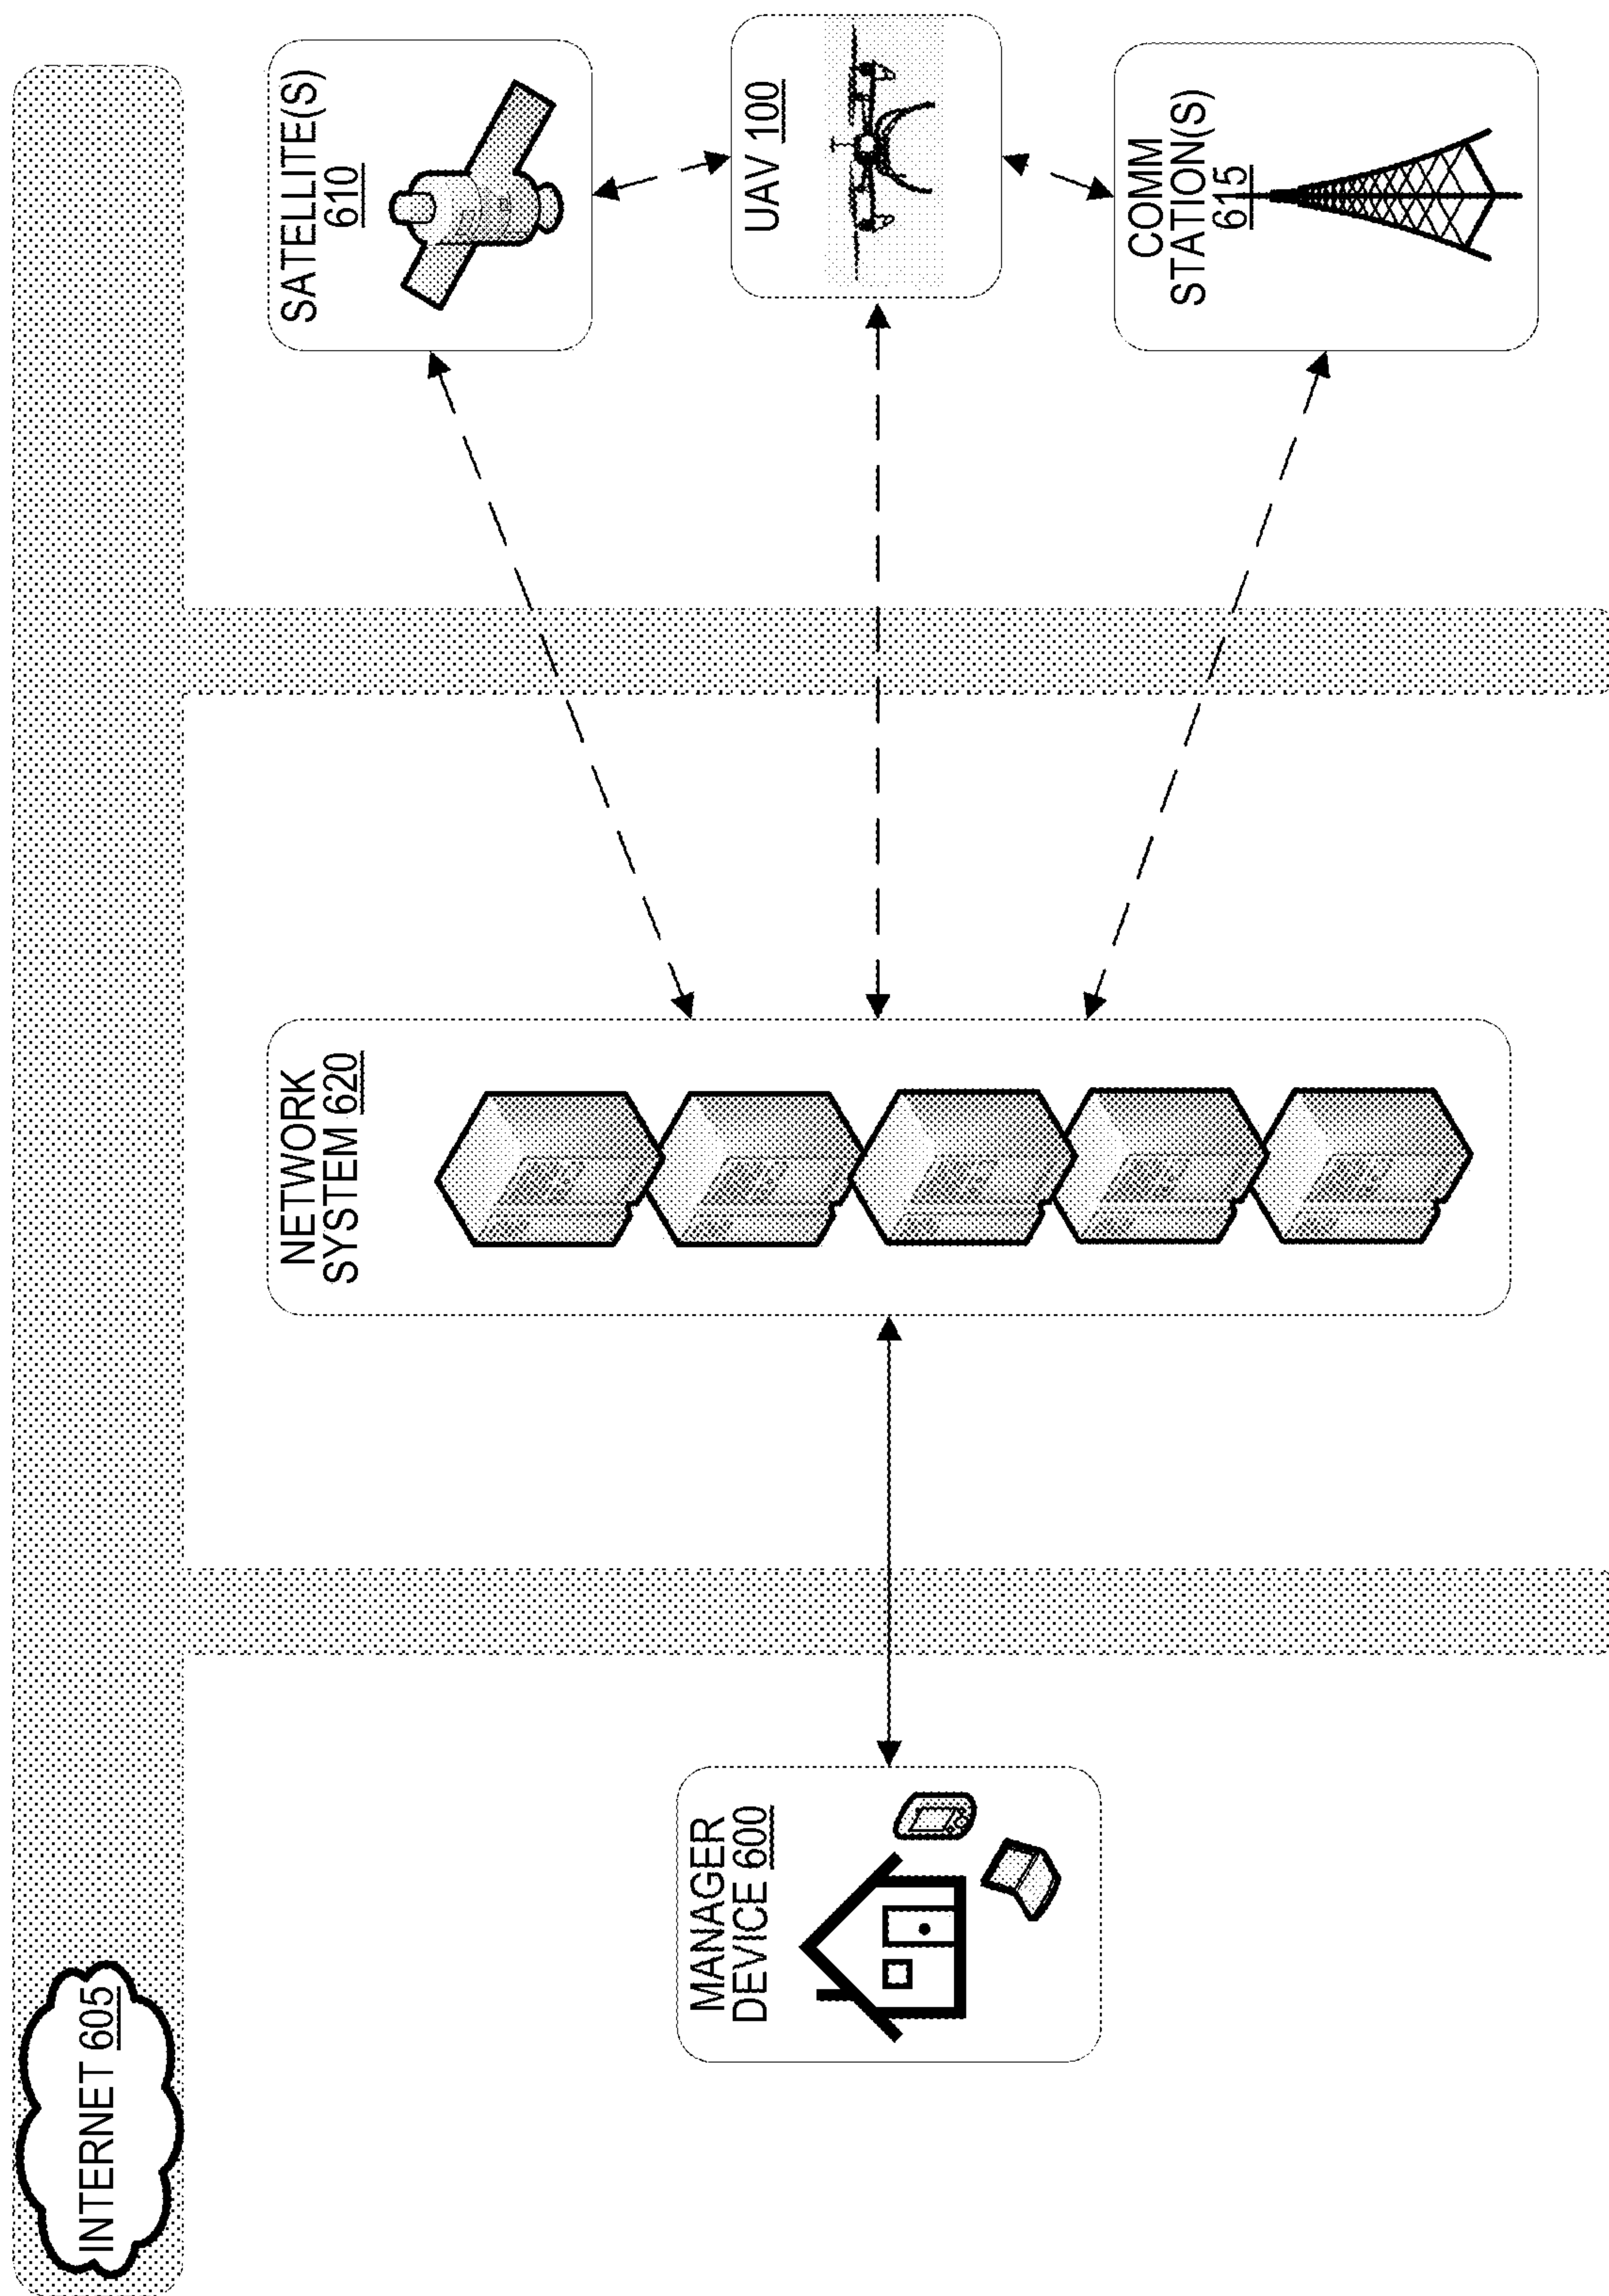 INTERNET 605
MANAGER
DEVICE 600
NETWORK
SYSTEM 620
SATELLITE(S)
610
UAV 100
COMM
STATION(S)
615